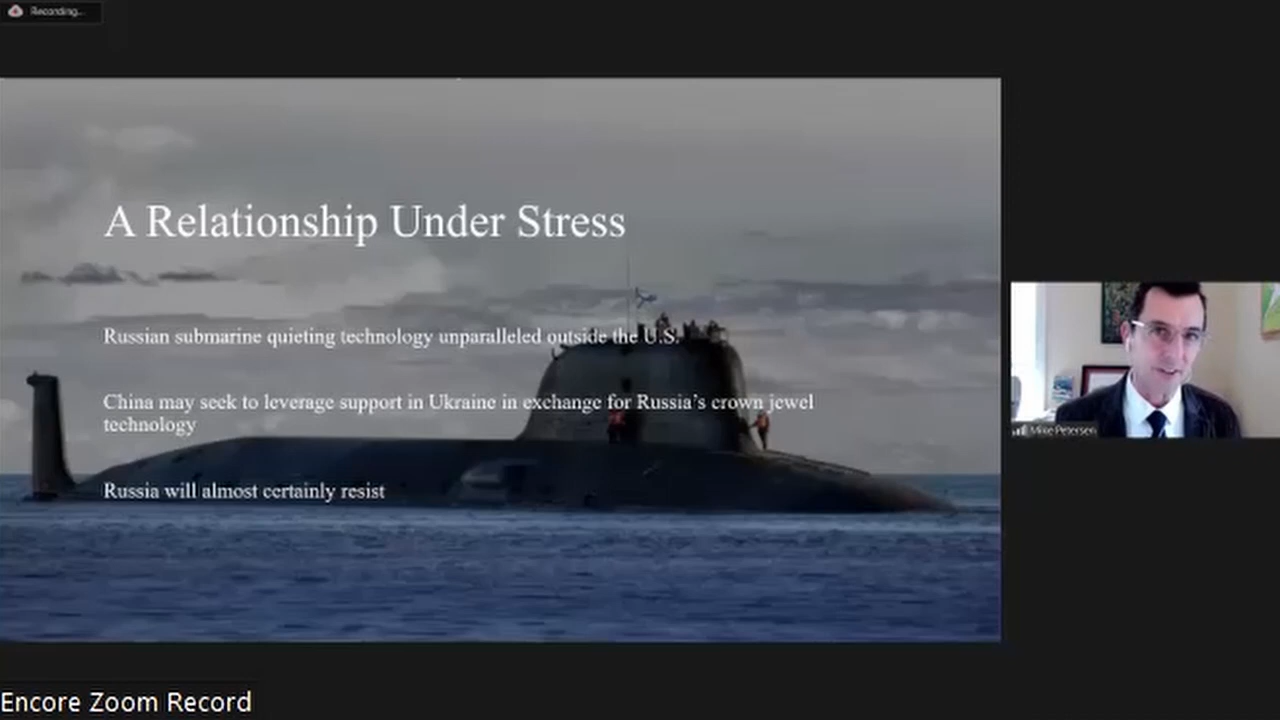 Recording...
A Relationship Under Stress
Russian submarine quieting technology unparalleled outside the U.S.
China may seek to leverage support in Ukraine in exchange for Russia's crown jewel
technology
Russia will almost certainly resist
Mike Petersen
Encore Zoom Record